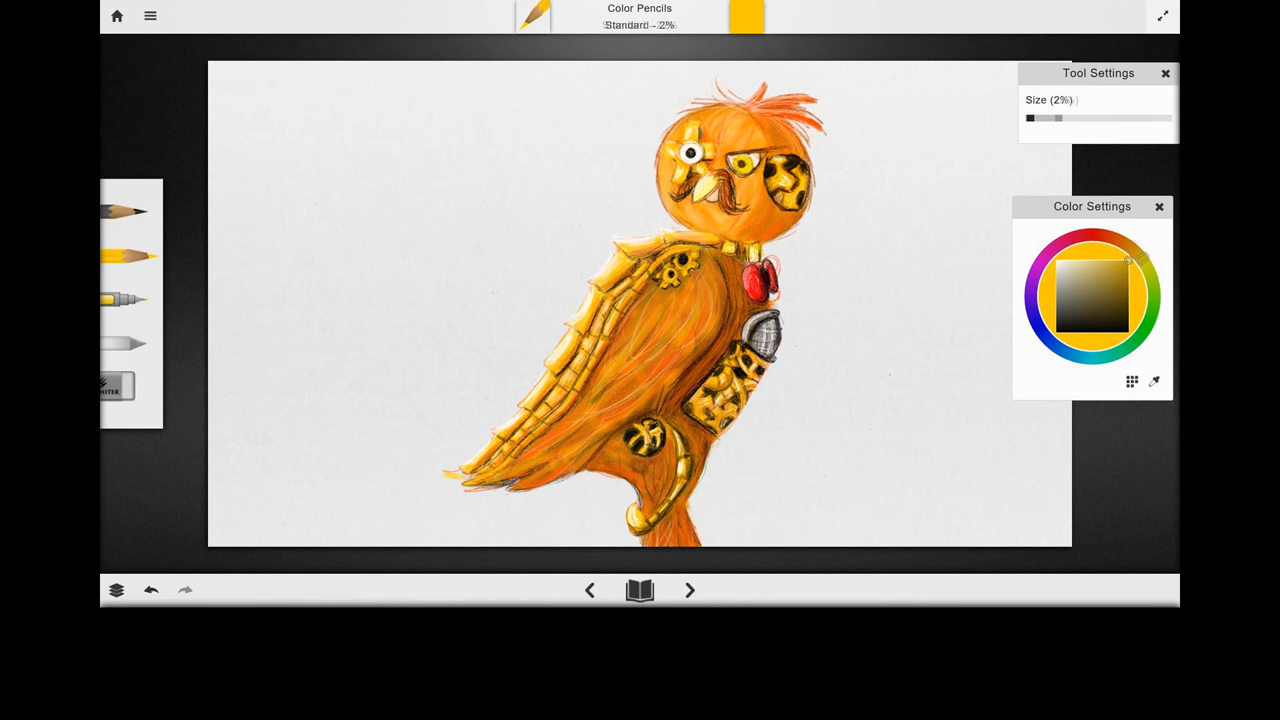 Color Pencils
Standard - 2%
Tool Settings
Size (2%)
Color Settings